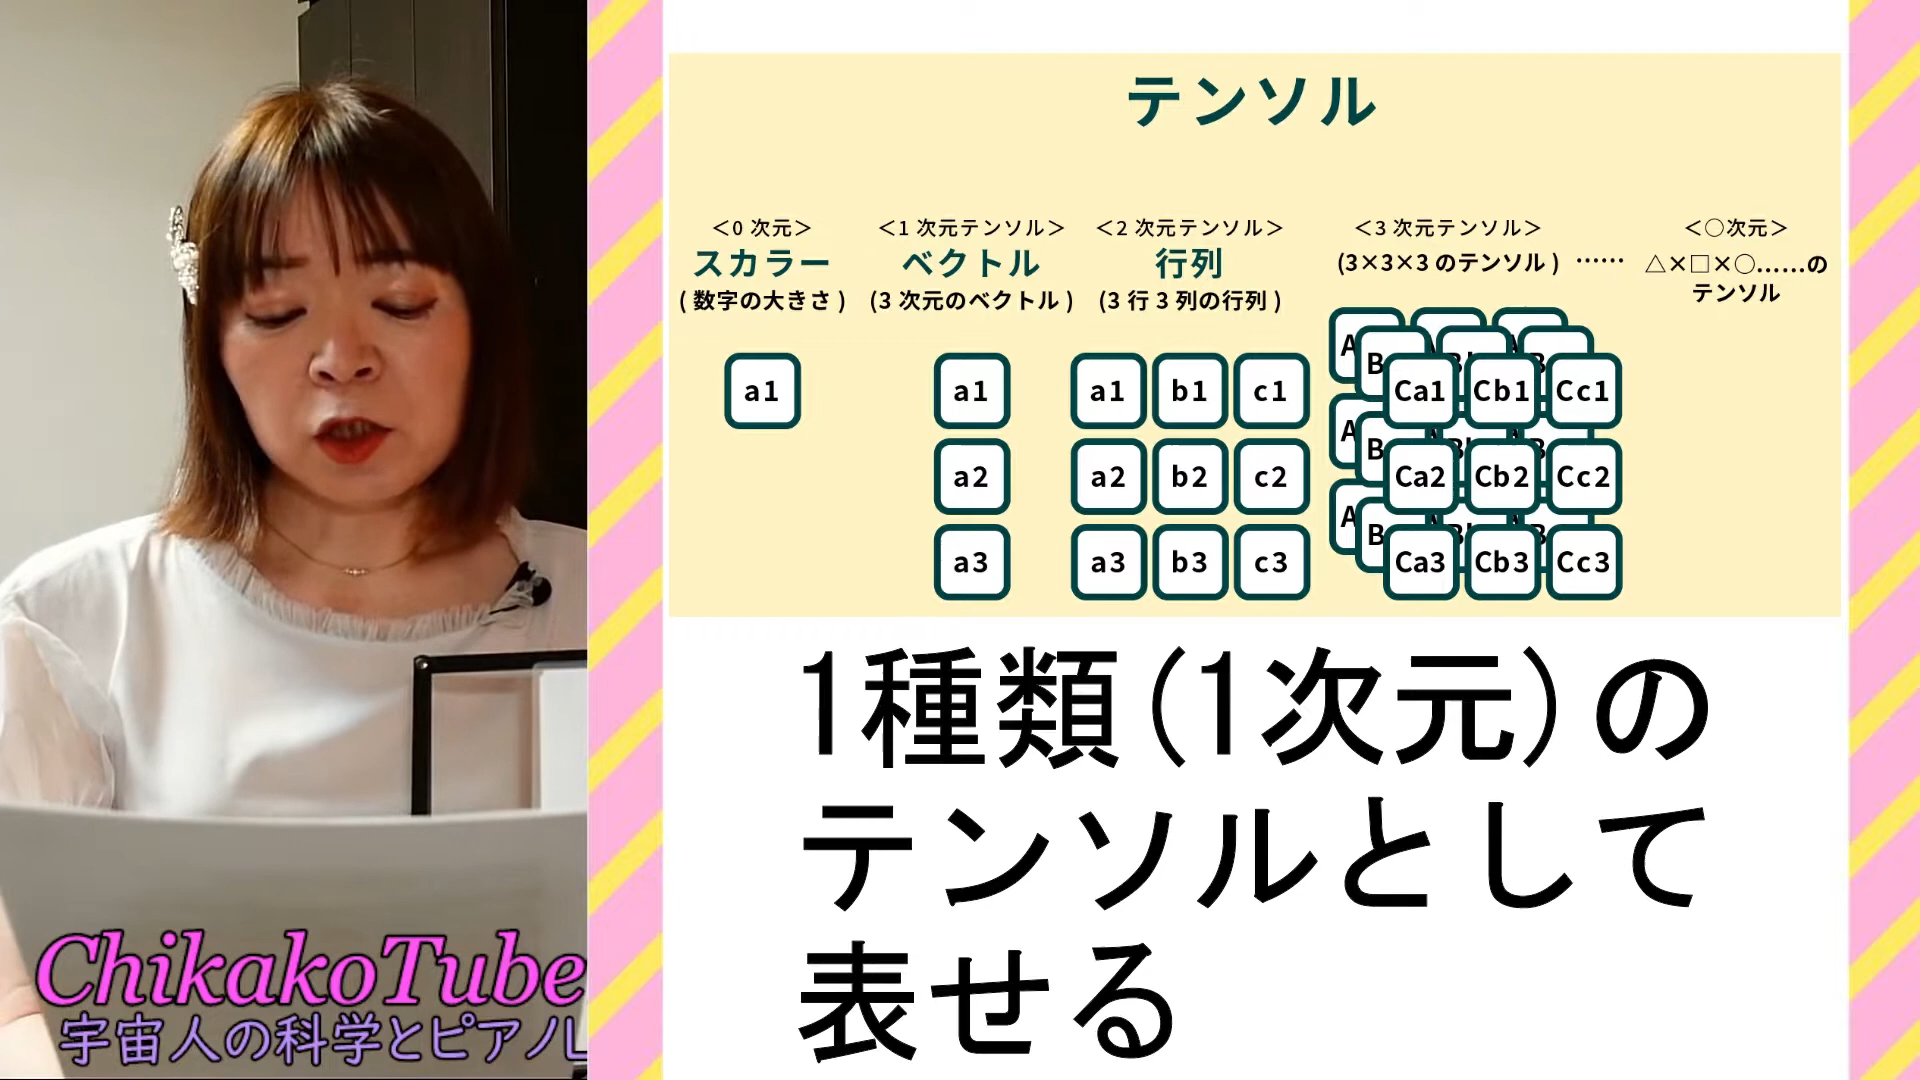 テンソル
＜0 次元＞
スカラー
( 数字の大きさ )
a1
＜1 次元テンソル＞
ベクトル
(3 次元のベクトル )
a1
a2
a3
＜2 次元テンソル＞
行列
(3 行 3 列の行列 )
a1 b1 c1
a2 b2 c2
a3 b3 c3
＜3 次元テンソル＞
(3×3×3 のテンソル ) ……
A B Ca1 Cb1 Cc1
A B Ca2 Cb2 Cc2
A B Ca3 Cb3 Cc3
＜○次元＞
△×□×○……の
テンソル
1種類(1次元)の
テンソルとして
表せる
ChikakoTube
宇宙人の科学とピアノ